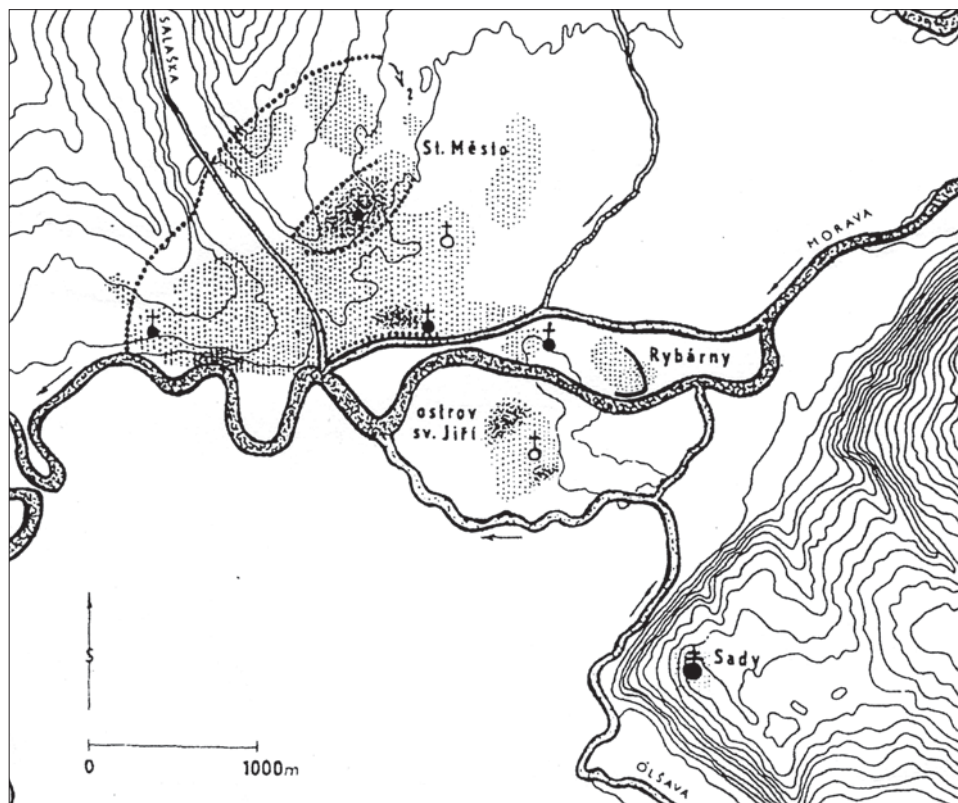 SALAŠKA
?
St. Město
MORAVA
Rybárny
ostrov
sv. Jiří
S
Sady
0 1000m
OLŠAVA